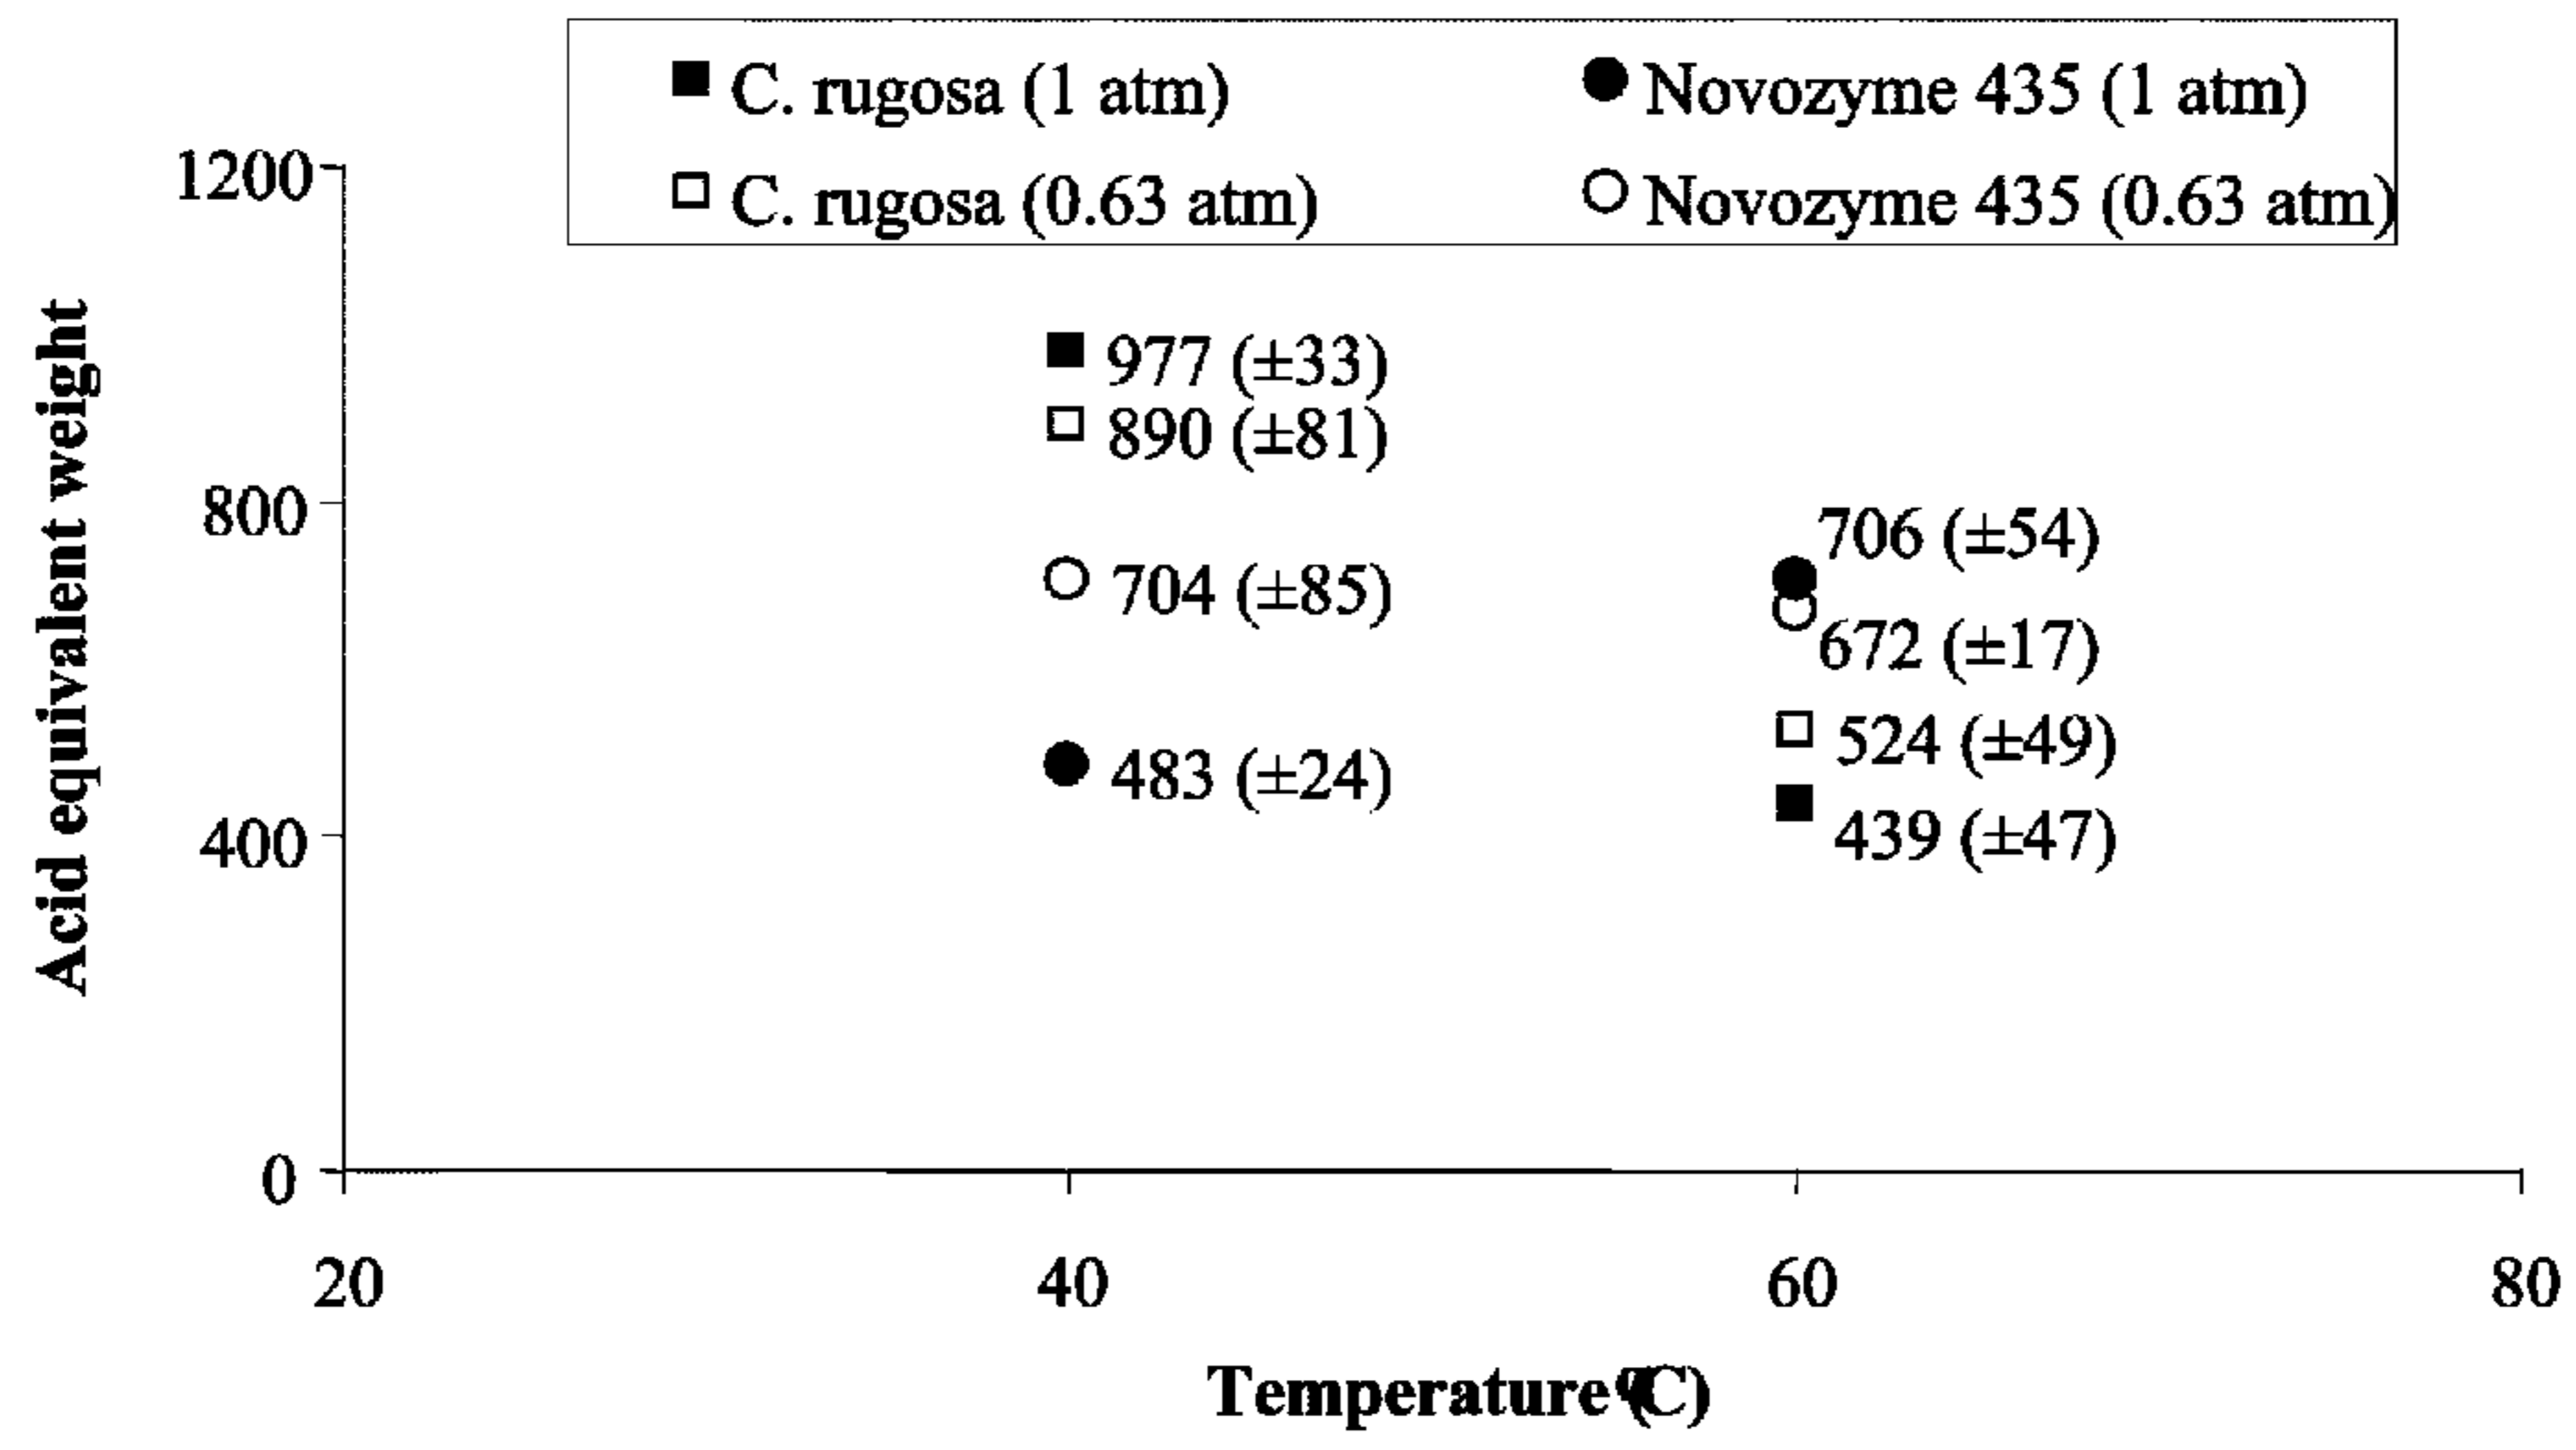 C. rugosa (1 atm) Novozyme 435 (1 atm)
C. rugosa (0.63 atm) Novozyme 435 (0.63 atm)
1200
800
400
0
Acid equivalent weight
977 (±33)
890 (±81)
704 (±85)
483 (±24)
706 (±54)
672 (±17)
524 (±49)
439 (±47)
20 40 60 80
Temperature (°C)